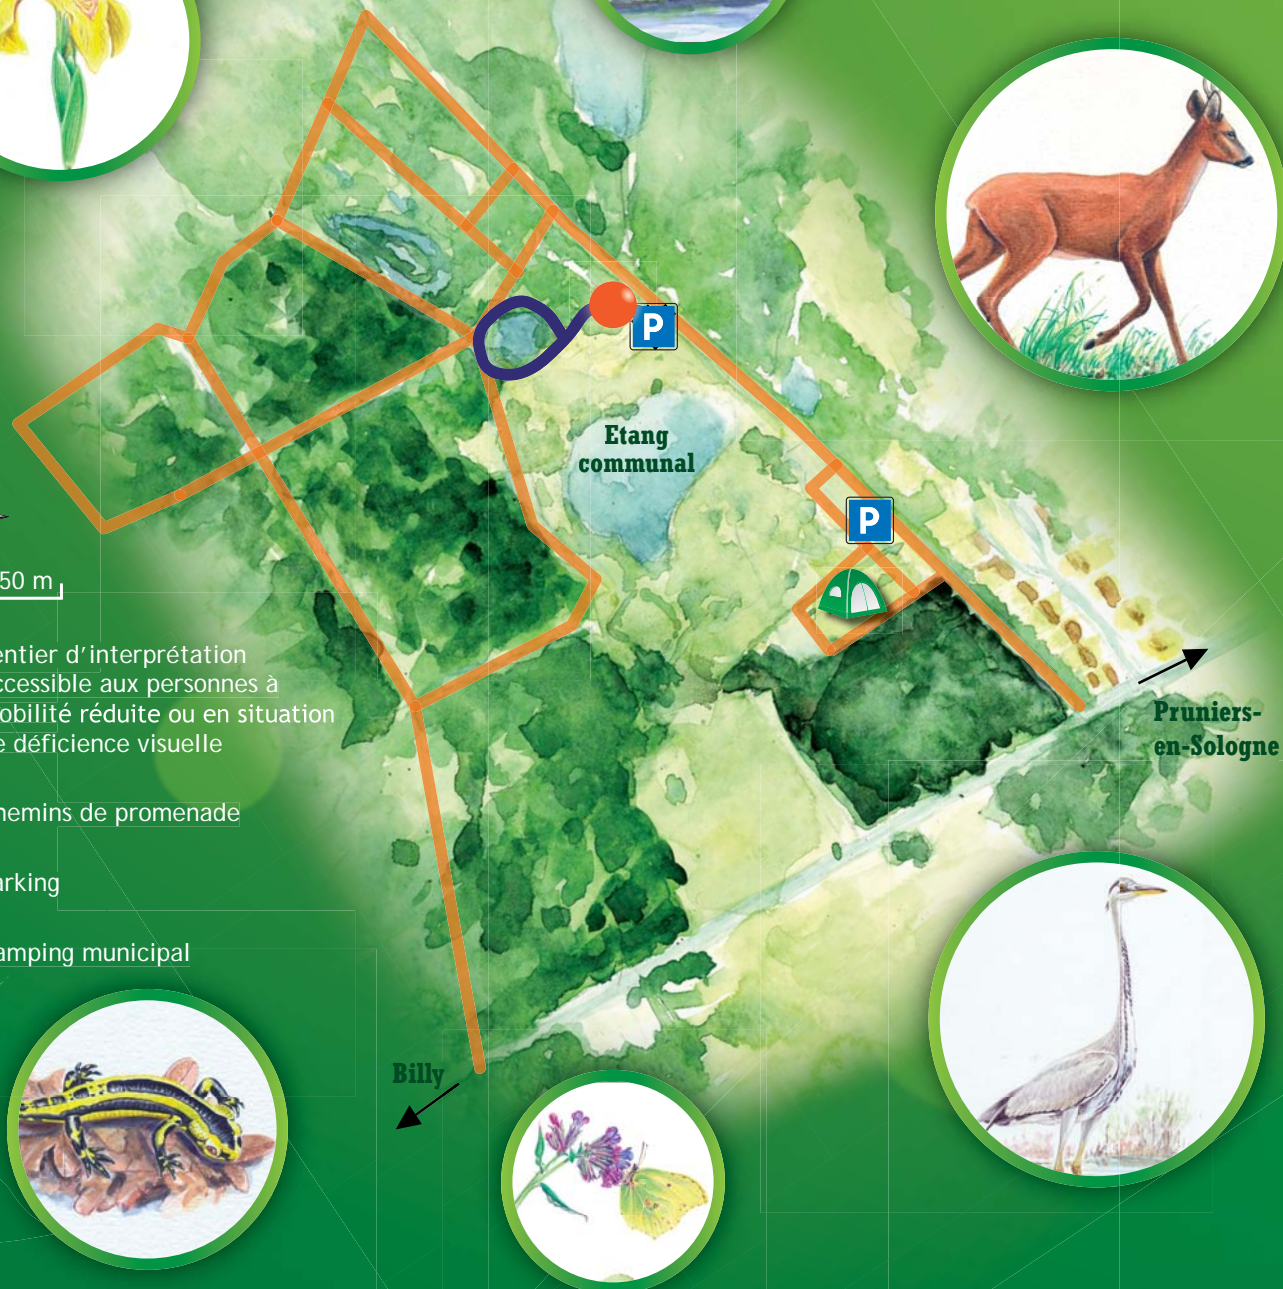 P
Etang
communal
P
50 m
entier d'interprétation
ccessible aux personnes à
obilité réduite ou en situation
e déficience visuelle
Pruniers-
en-Sologne
hemins de promenade
arking
amping municipal
Billy